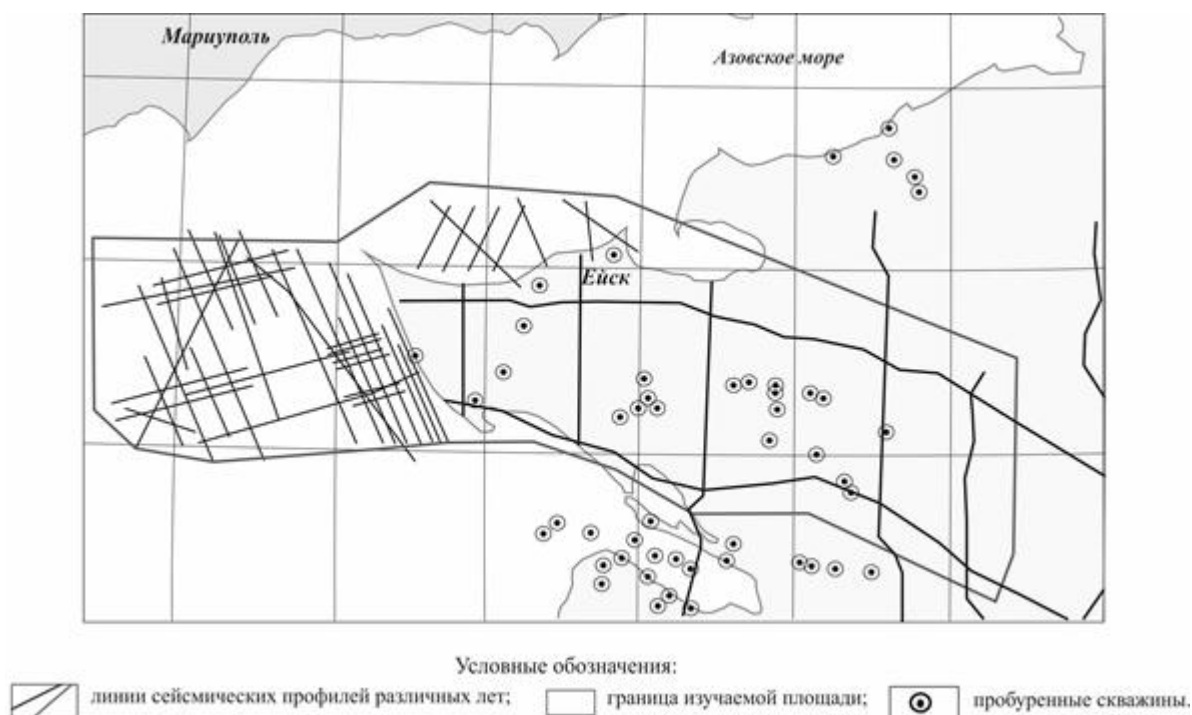 Мариуполь
Азовское море
Ейск
Условные обозначения:
линии сейсмических профилей различных лет;
граница изучаемой площади;
пробуренные скважины.